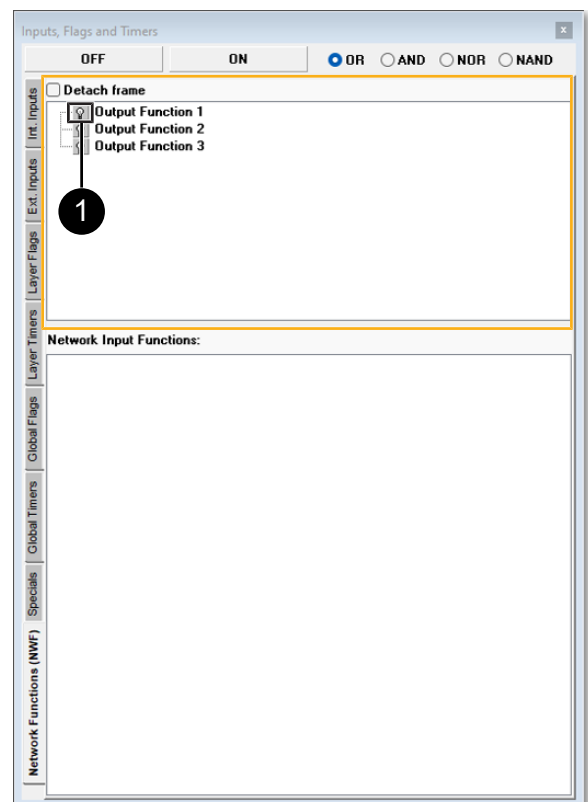 Inputs, Flags and Timers
x
OFF ON OR AND NOR NAND
Detach frame
Output Function 1
Output Function 2
Output Function 3
1
Network Input Functions:
Int. Inputs
Ext. Inputs
Layer Flags
Layer Timers
Global Flags
Global Timers
Specials
Network Functions (NWF)